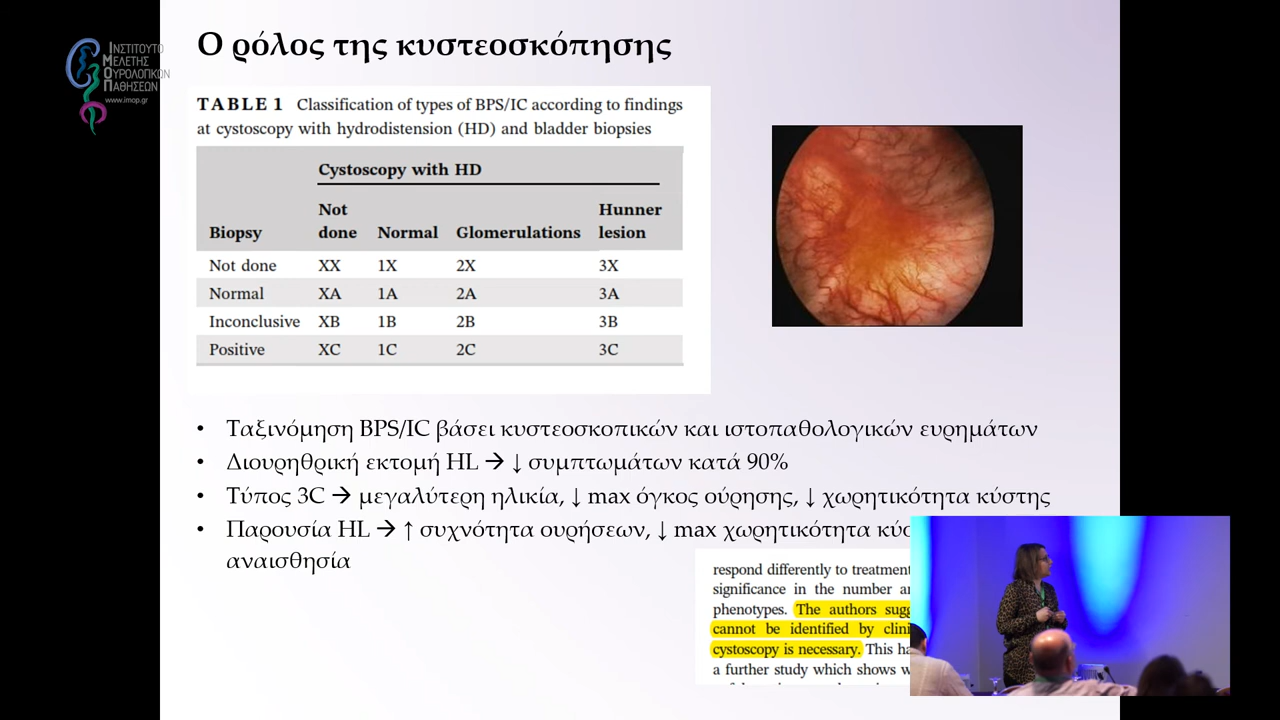 Ο ρόλος της κυστεοσκόπησης
ΙΝΣΤΙΤΟΥΤΟ
ΜΕΛΕΤΗΣ
ΟΥΡΟΛΟΓΙΚΩΝ
ΠΑΘΗΣΕΩΝ
www.imop.gr
TABLE 1 Classification of types of BPS/IC according to findings
at cystoscopy with hydrodistension (HD) and bladder biopsies
Cystoscopy with HD
Biopsy Not done Normal Glomerulations Hunner lesion
Not done XX 1X 2X 3X
Normal XA 1A 2A 3A
Inconclusive XB 1B 2B 3B
Positive XC 1C 2C 3C
• Ταξινόμηση BPS/IC βάσει κυστεοσκοπικών και ιστοπαθολογικών ευρημάτων
• Διουρηθρική εκτομή HL → ↓ συμπτωμάτων κατά 90%
• Τύπος 3C → μεγαλύτερη ηλικία, ↓ max όγκος ούρησης, ↓ χωρητικότητα κύστης
• Παρουσία HL → ↑ συχνότητα ουρήσεων, ↓ max χωρητικότητα
αναισθησία
respond differently to treatment
significance in the number
phenotypes. The authors
cannot be identified by
cystoscopy is necessary. This
a further study which shows